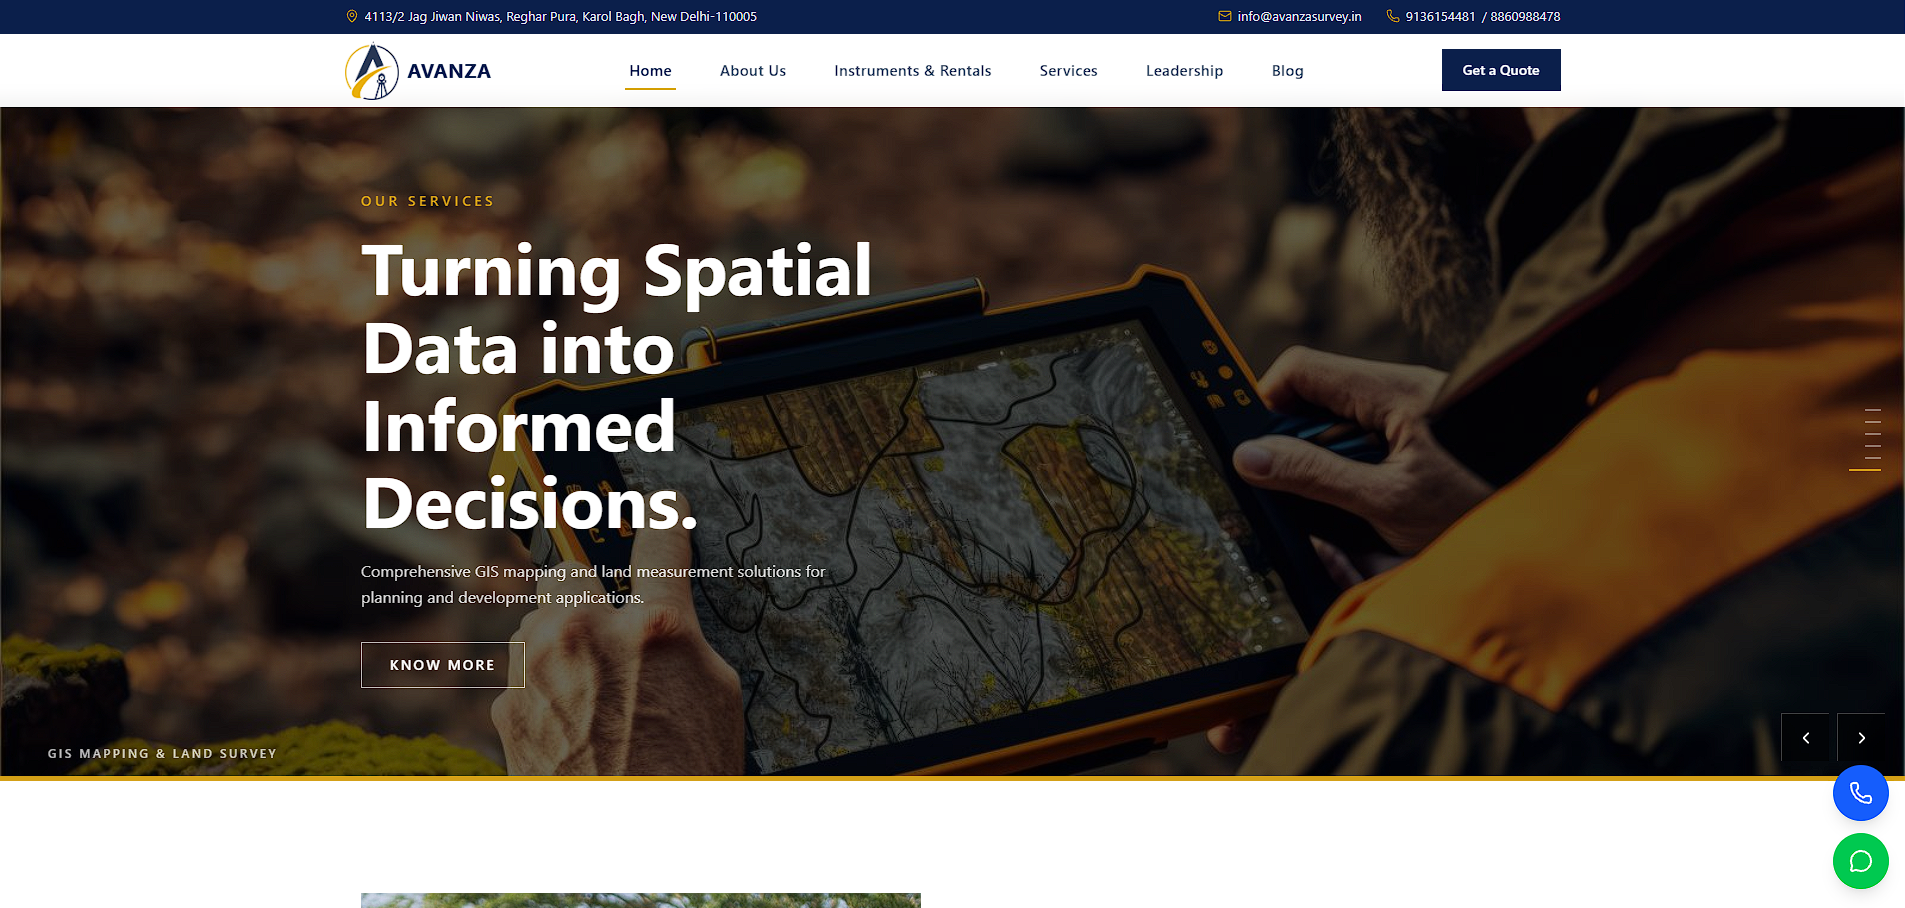 4113/2 Jag Jiwan Niwas, Reghar Pura, Karol Bagh, New Delhi-110005
info@avanzasurvey.in
9136154481 / 8860988478
AVANZA
Home
About Us
Instruments & Rentals
Services
Leadership
Blog
Get a Quote
OUR SERVICES
Turning Spatial
Data into
Informed
Decisions.
Comprehensive GIS mapping and land measurement solutions for
planning and development applications.
KNOW MORE
GIS MAPPING & LAND SURVEY